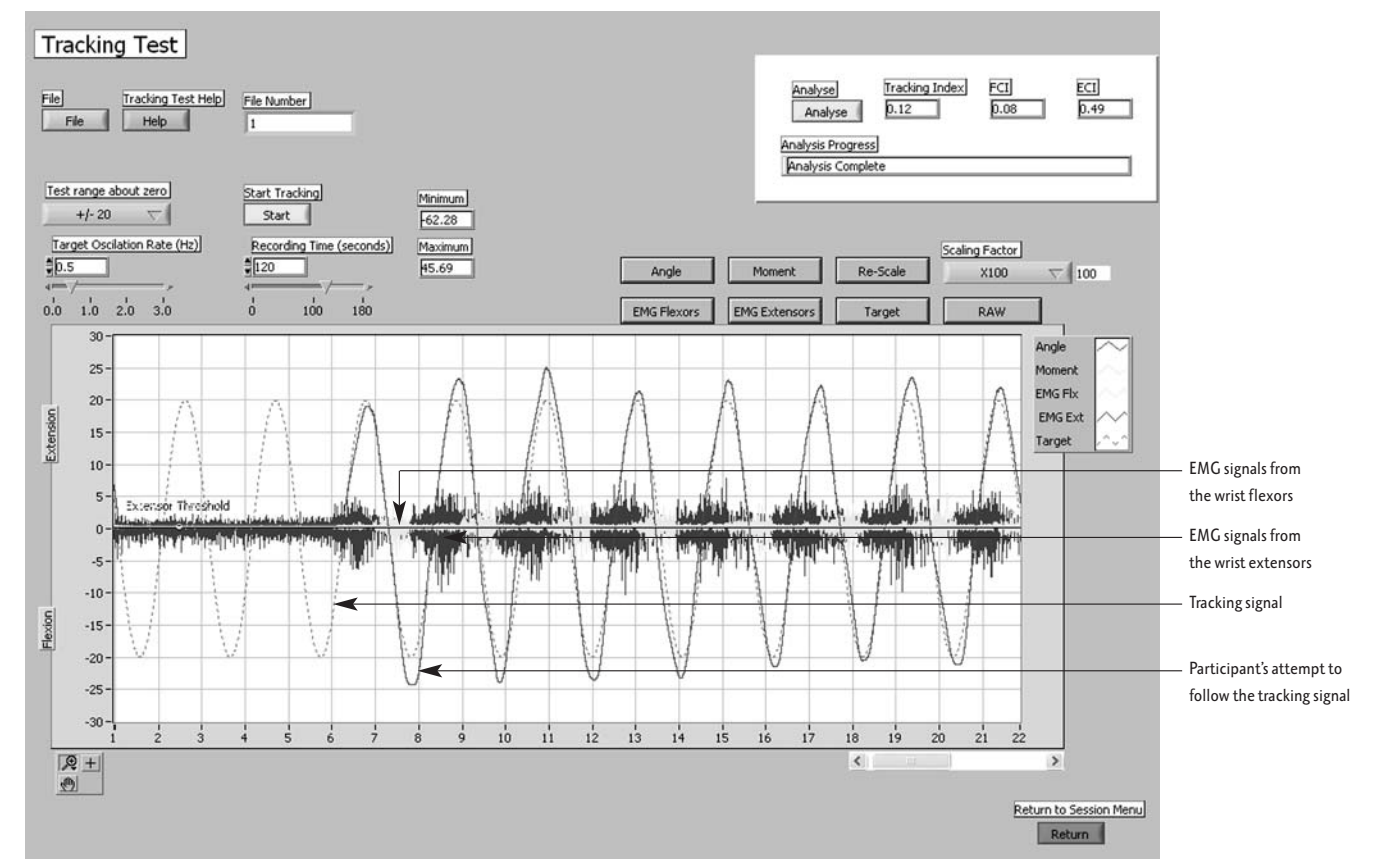 Tracking Test
File
Tracking Test Help
File Number
File
Help
1
Analyse
Tracking Index
FCI
ECI
Analyse
0.12
0.08
0.49
Analysis Progress
Analysis Complete
Test range about zero
Start Tracking
Minimum
+/- 20
Start
-62.28
Target Oscilation Rate (Hz)
Recording Time (seconds)
Maximum
0.5
120
45.69
0.0 1.0 2.0 3.0
0 100 180
Scaling Factor
Angle
Moment
Re-Scale
X100
100
EMG Flexors
EMG Extensors
Target
RAW
Extension
Flexion
30
25
20
15
10
5
0
-5
-10
-15
-20
-25
-30
Extensor Threshold
1 2 3 4 5 6 7 8 9 10 11 12 13 14 15 16 17 18 19 20 21 22
Angle
Moment
EMG Flx
EMG Ext
Target
EMG signals from
the wrist flexors
EMG signals from
the wrist extensors
Tracking signal
Participant's attempt to
follow the tracking signal
Return to Session Menu
Return